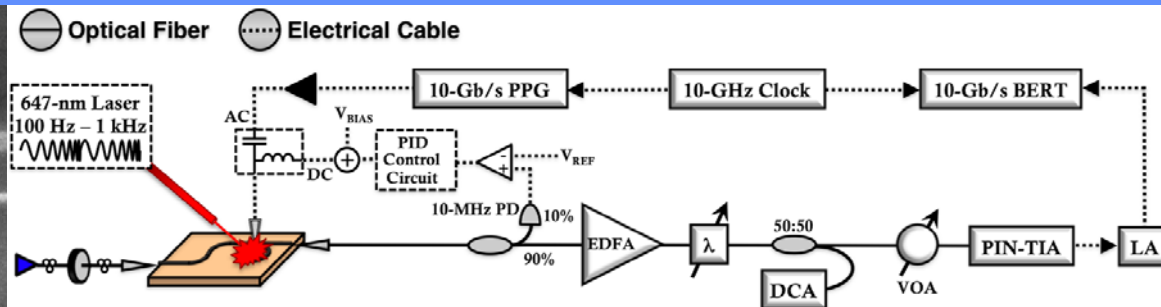 Optical Fiber
Electrical Cable
647-nm Laser
100 Hz – 1 kHz
AC
DC
V_BIAS
+
PID
Control
Circuit
10-Gb/s PPG
10-GHz Clock
10-Gb/s BERT
-
+
V_REF
10-MHz PD
10%
90%
EDFA
λ
50:50
DCA
VOA
PIN-TIA
LA